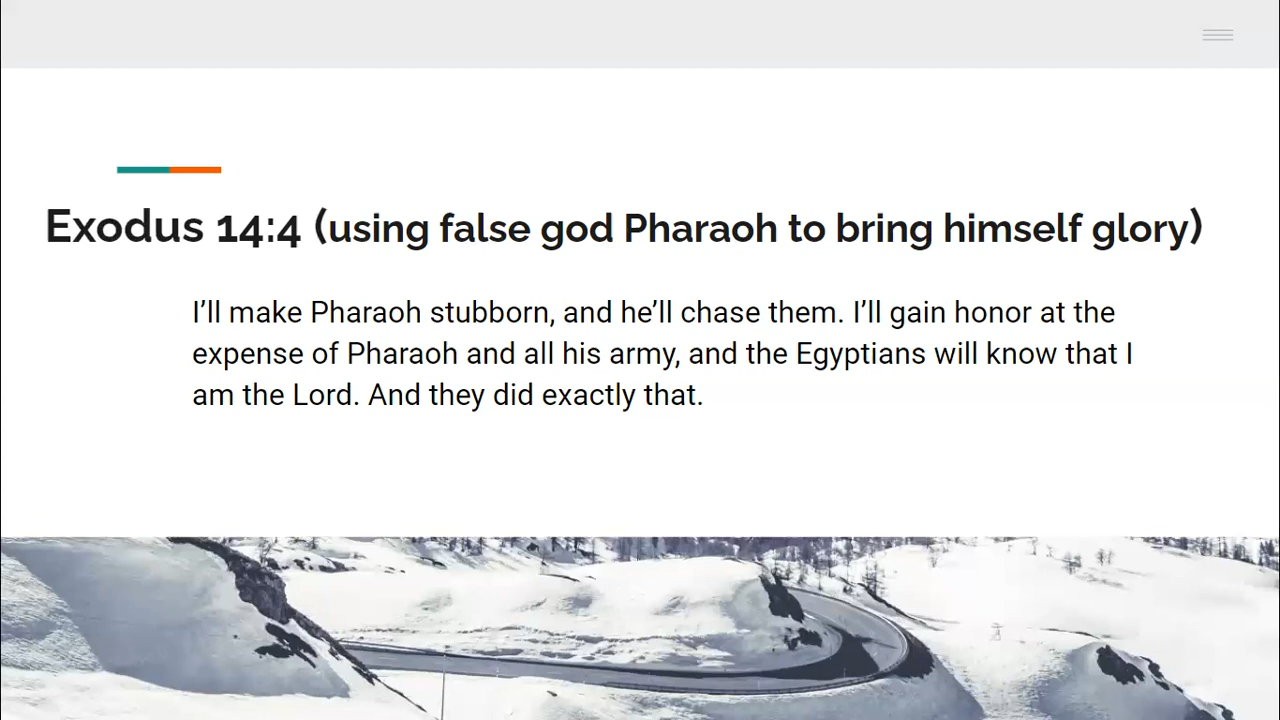 Exodus 14:4 (using false god Pharaoh to bring himself glory)
I’ll make Pharaoh stubborn, and he’ll chase them. I’ll gain honor at the
expense of Pharaoh and all his army, and the Egyptians will know that I
am the Lord. And they did exactly that.